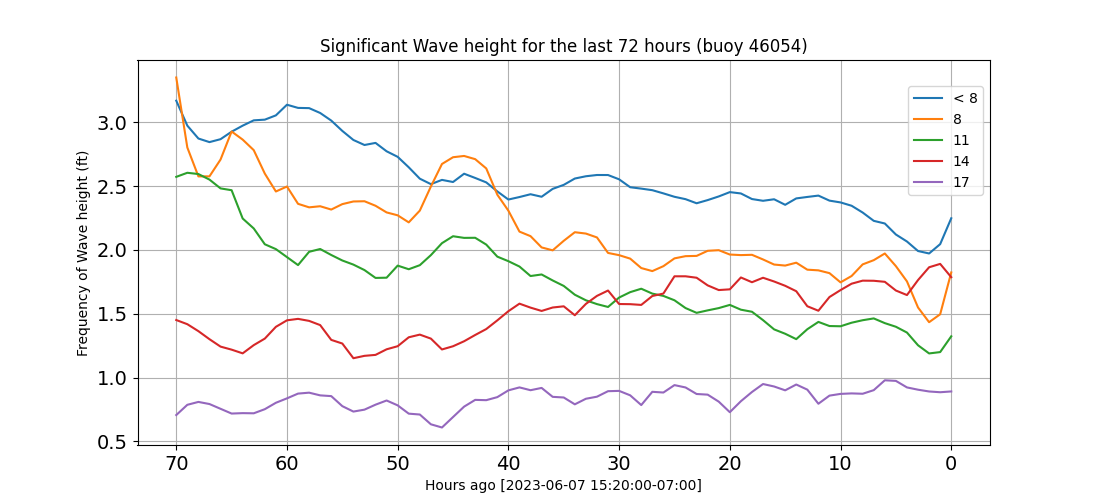 Significant Wave height for the last 72 hours (buoy 46054)
< 8
8
11
14
17
3.0
2.5
2.0
1.5
1.0
0.5
Frequency of Wave height (ft)
70 60 50 40 30 20 10 0
Hours ago [2023-06-07 15:20:00-07:00]